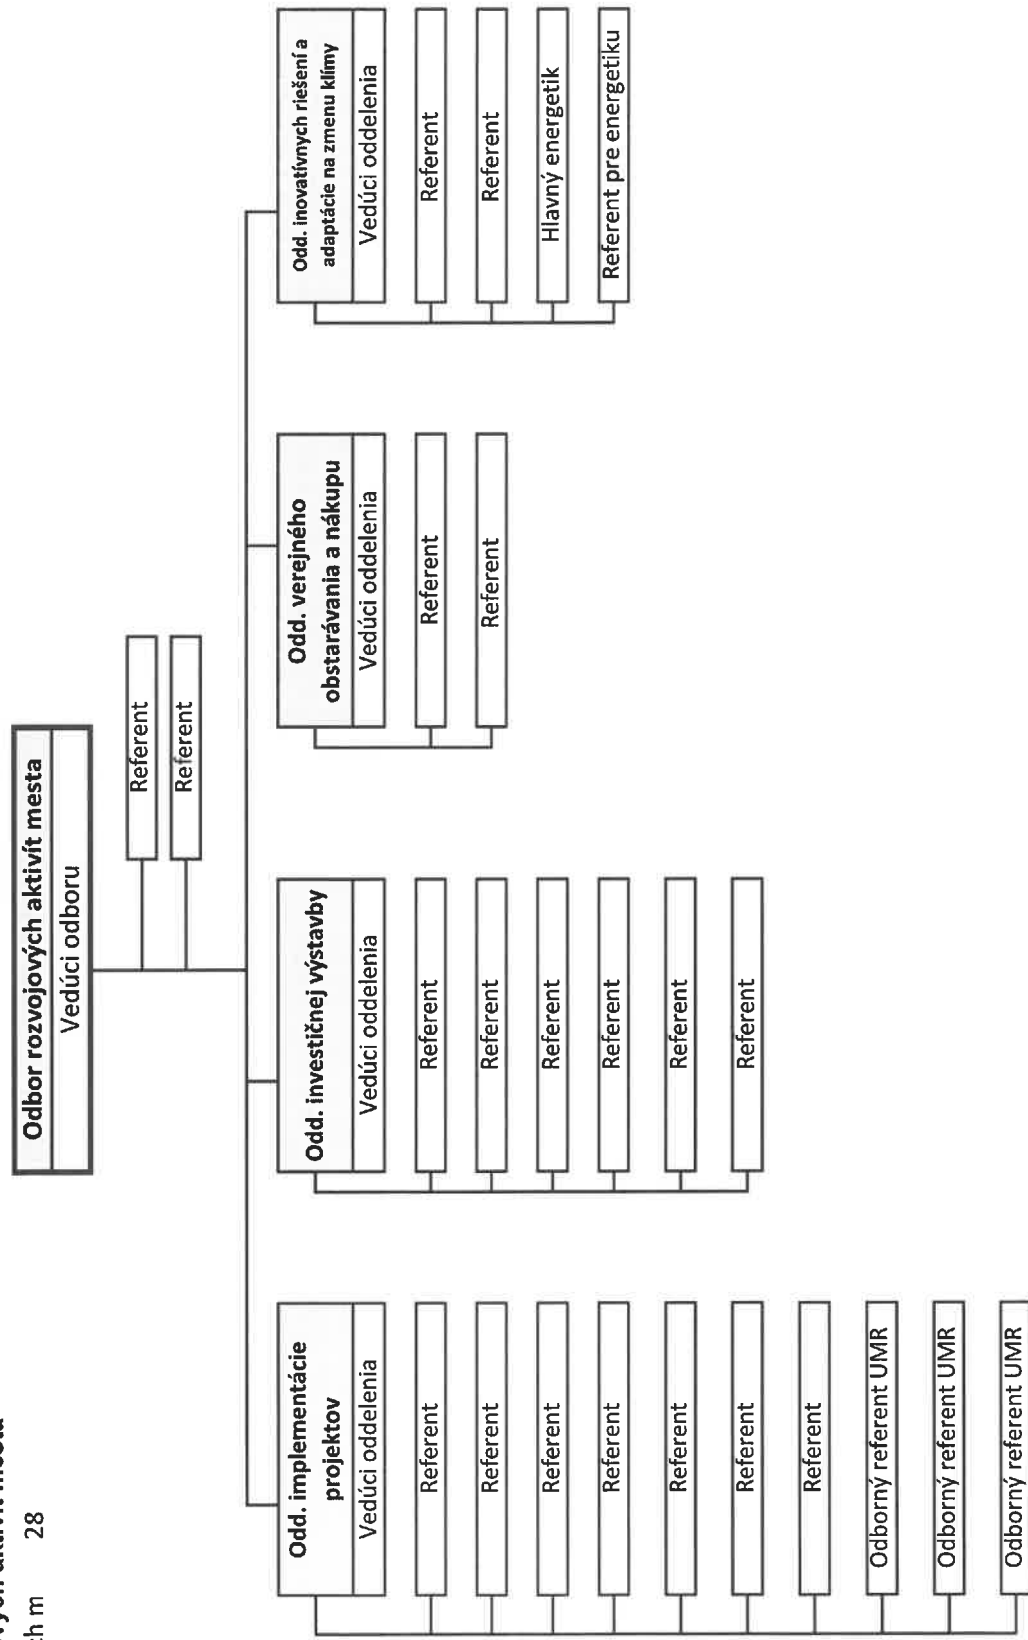 ch m 28
Odbor rozvojových aktivít mesta
Vedúci odboru
Referent
Referent
Odd. implementácie
projektov
Vedúci oddelenia
Referent
Referent
Referent
Referent
Referent
Referent
Referent
Odborný referent UMR
Odborný referent UMR
Odborný referent UMR
Odd. investičnej výstavby
Vedúci oddelenia
Referent
Referent
Referent
Referent
Referent
Referent
Odd. verejného
obstarávania a nákupu
Vedúci oddelenia
Referent
Referent
Odd. inovatívnych riešení a
adaptácie na zmenu klímy
Vedúci oddelenia
Referent
Referent
Hlavný energetik
Referent pre energetiku